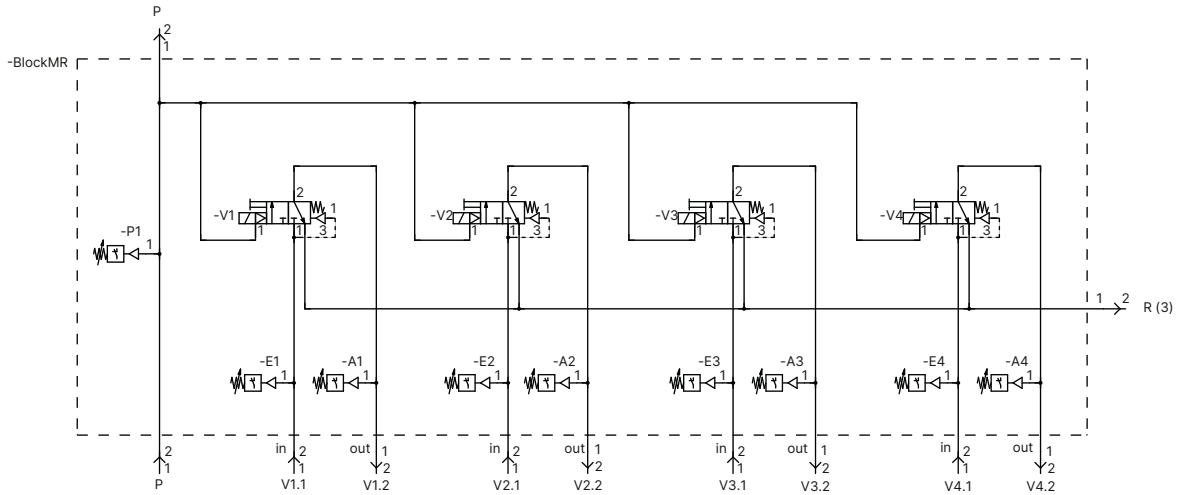 P
2
1
-BlockMR
2 2 2 2
-V1 1 -V2 1 -V3 1 -V4 1
1 1 3 1 1 3 1 1 3 1 1 3
-P1
1
1 2
R (3)
-E1 -A1 -E2 -A2 -E3 -A3 -E4 -A4
1 1 1 1 1 1 1 1
2 in 2 out 1 in 2 out 1 in 2 out 1 in 2 out 1
1 1 2 1 2 1 2 1 2
P V1.1 V1.2 V2.1 V2.2 V3.1 V3.2 V4.1 V4.2